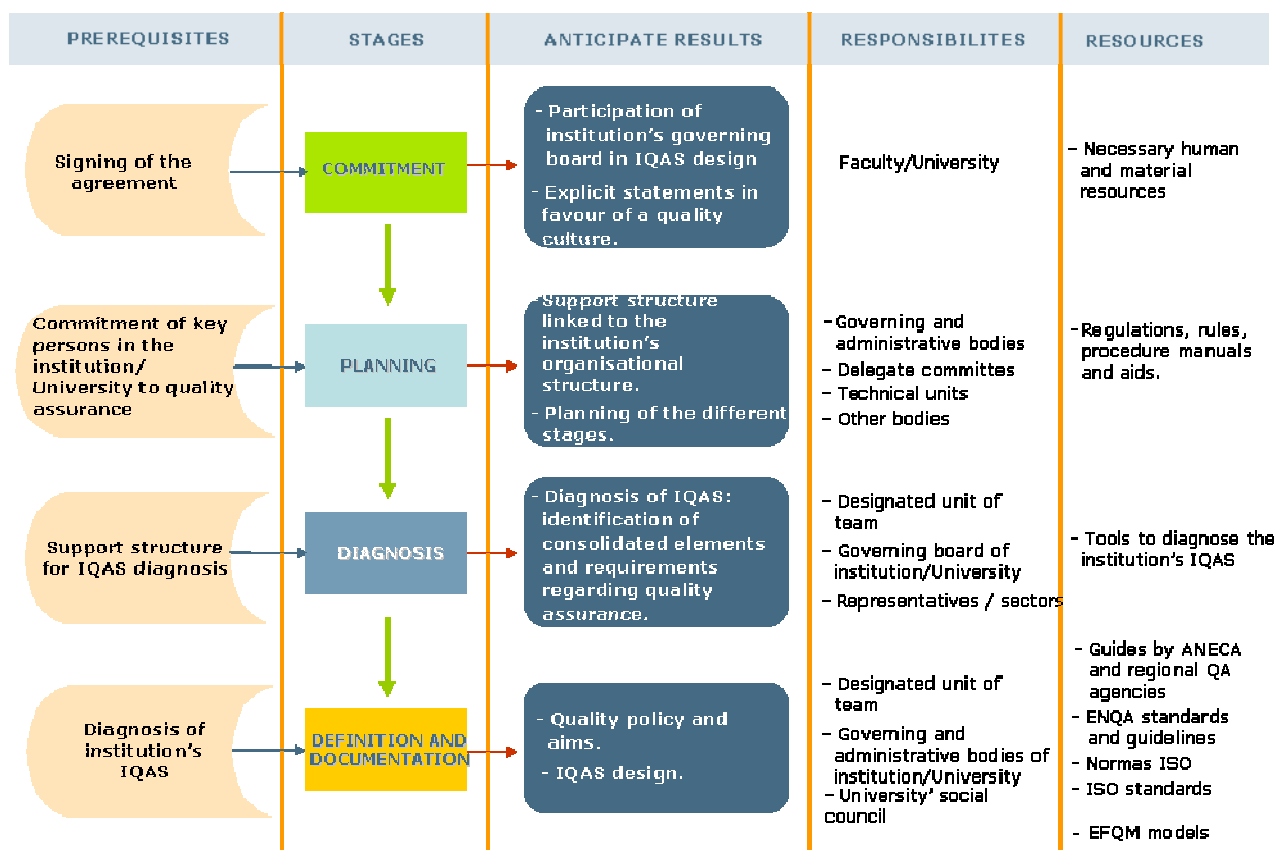 PREREQUISITES
STAGES
ANTICIPATE RESULTS
RESPONSIBILITES
RESOURCES
Signing of the
agreement
COMMITMENT
- Participation of
institution's governing
board in IQAS design
- Explicit statements in
favour of a quality
culture.
Faculty/University
- Necessary human
and material
resources
Commitment of key
persons in the
institution/
University to quality
assurance
PLANNING
- Support structure
linked to the
institution's
organisational
structure.
- Planning of the different
stages.
- Governing and
administrative bodies
- Delegate committes
- Technical units
- Other bodies
- Regulations, rules,
procedure manuals
and aids.
Support structure
for IQAS diagnosis
DIAGNOSIS
- Diagnosis of IQAS:
identification of
consolidated elements
and requirements
regarding quality
assurance.
- Designated unit of
team
- Governing board of
institution/University
- Representatives / sectors
- Tools to diagnose the
institution's IQAS
Diagnosis of
institution's
IQAS
DEFINITION AND
DOCUMENTATION
- Quality policy and
aims.
- IQAS design.
- Designated unit of
team
- Governing and
administrative bodies of
institution/University
- University' social
council
- Guides by ANECA
and regional QA
agencies
- ENQA standards
and guidelines
- Normas ISO
- ISO standards
- EFQM models